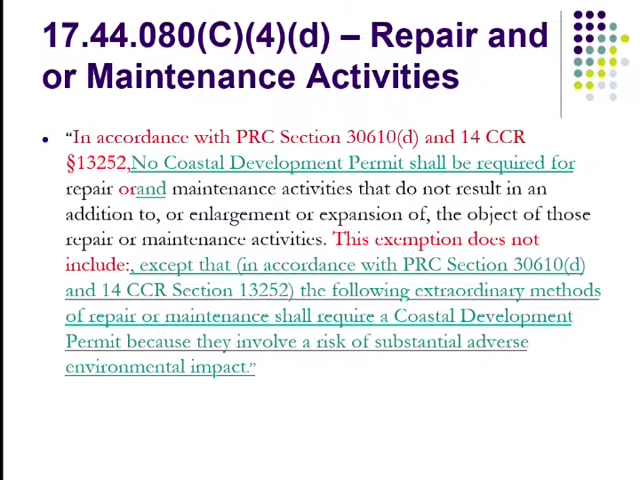 17.44.080(C)(4)(d) – Repair and
or Maintenance Activities
• “In accordance with PRC Section 30610(d) and 14 CCR
§13252,No Coastal Development Permit shall be required for
repair orand maintenance activities that do not result in an
addition to, or enlargement or expansion of, the object of those
repair or maintenance activities. This exemption does not
include:, except that (in accordance with PRC Section 30610(d)
and 14 CCR Section 13252) the following extraordinary methods
of repair or maintenance shall require a Coastal Development
Permit because they involve a risk of substantial adverse
environmental impact.”